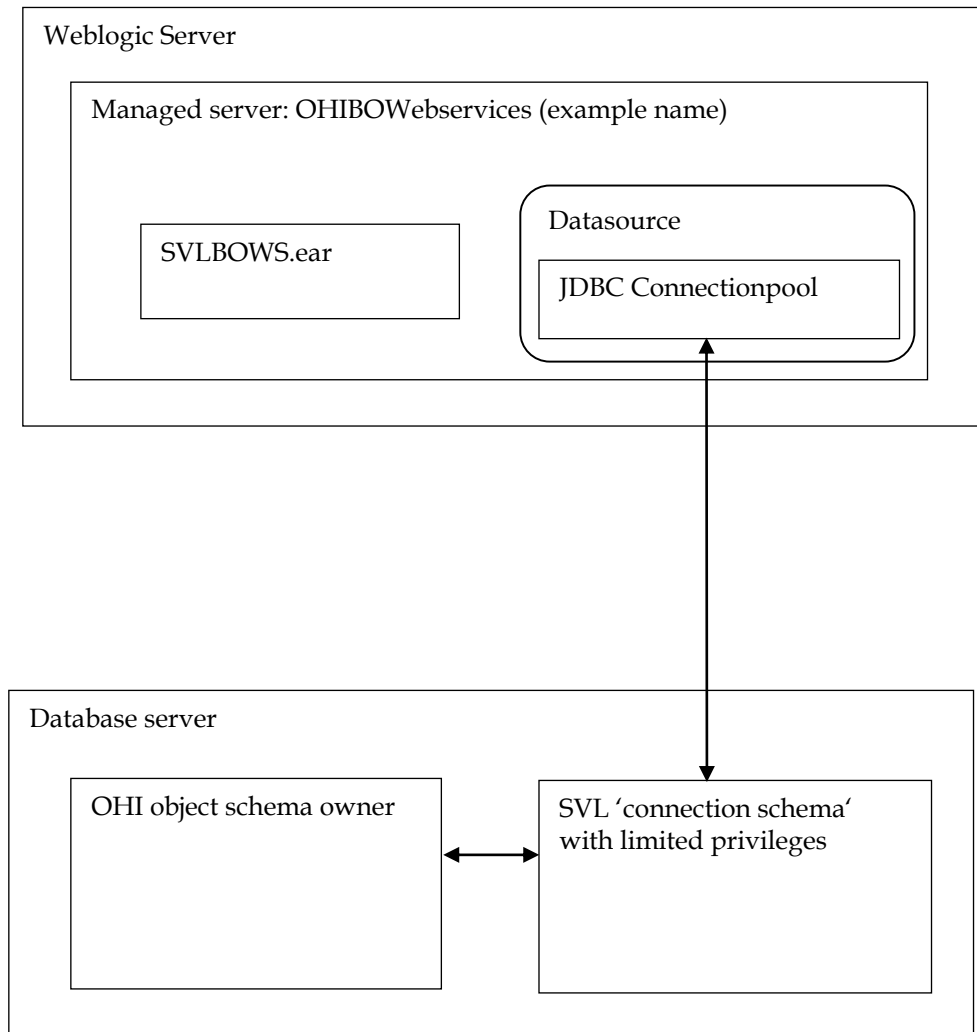 Weblogic Server
Managed server: OHIBOWebservices (example name)
SVLBOWS.ear
Datasource
JDBC Connectionpool
Database server
OHI object schema owner
SVL ‘connection schema‘
with limited privileges